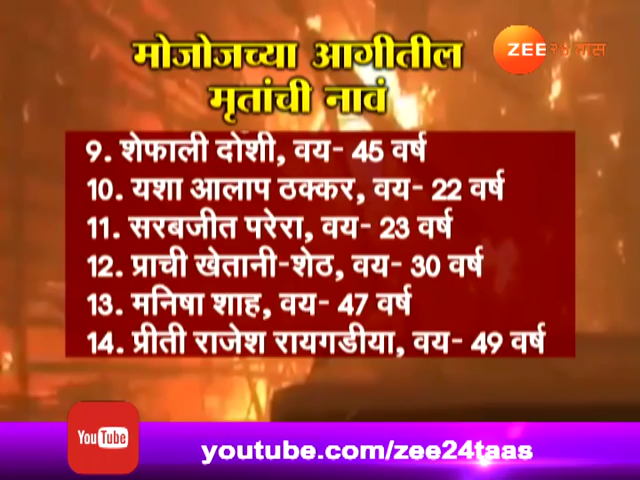 मोजोजच्या आगीतील
मृतांची नावं
ZEE २४ तास
9. शेफाली दोशी, वय- 45 वर्ष
10. यशा आलाप ठक्कर, वय- 22 वर्ष
11. सरबजीत परेरा, वय- 23 वर्ष
12. प्राची खेतानी-शेठ, वय- 30 वर्ष
13. मनिषा शाह, वय- 47 वर्ष
14. प्रीती राजेश रायगडीया, वय- 49 वर्ष
YouTube
youtube.com/zee24taas